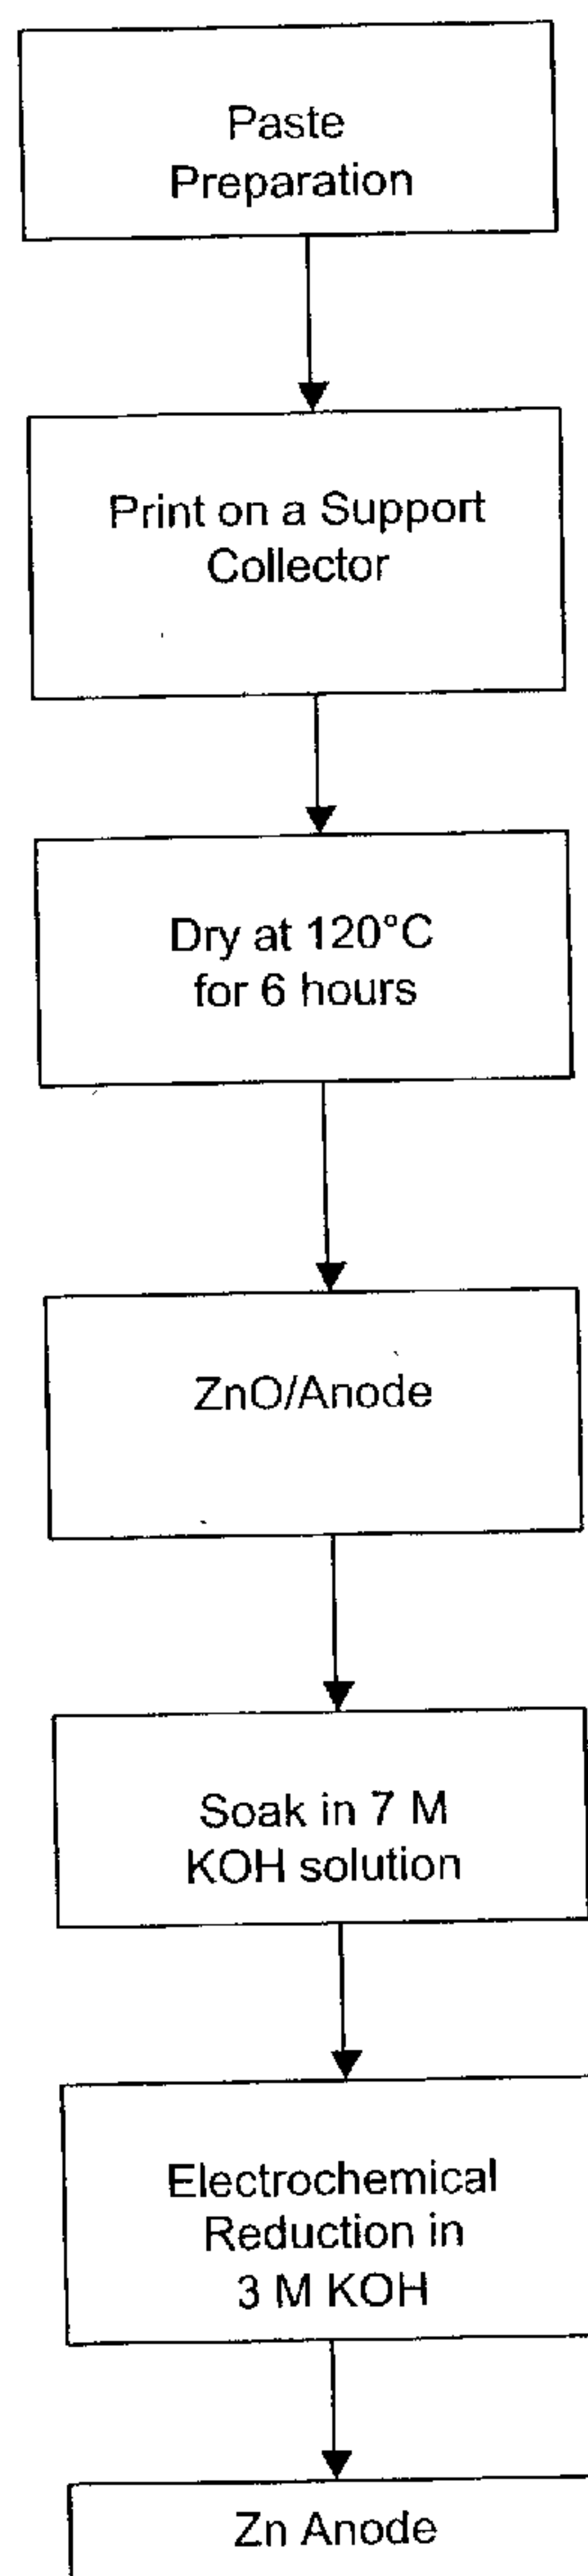 Paste
Preparation
Print on a Support
Collector
Dry at 120°C
for 6 hours
ZnO/Anode
Soak in 7 M
KOH solution
Electrochemical
Reduction in
3 M KOH
Zn Anode